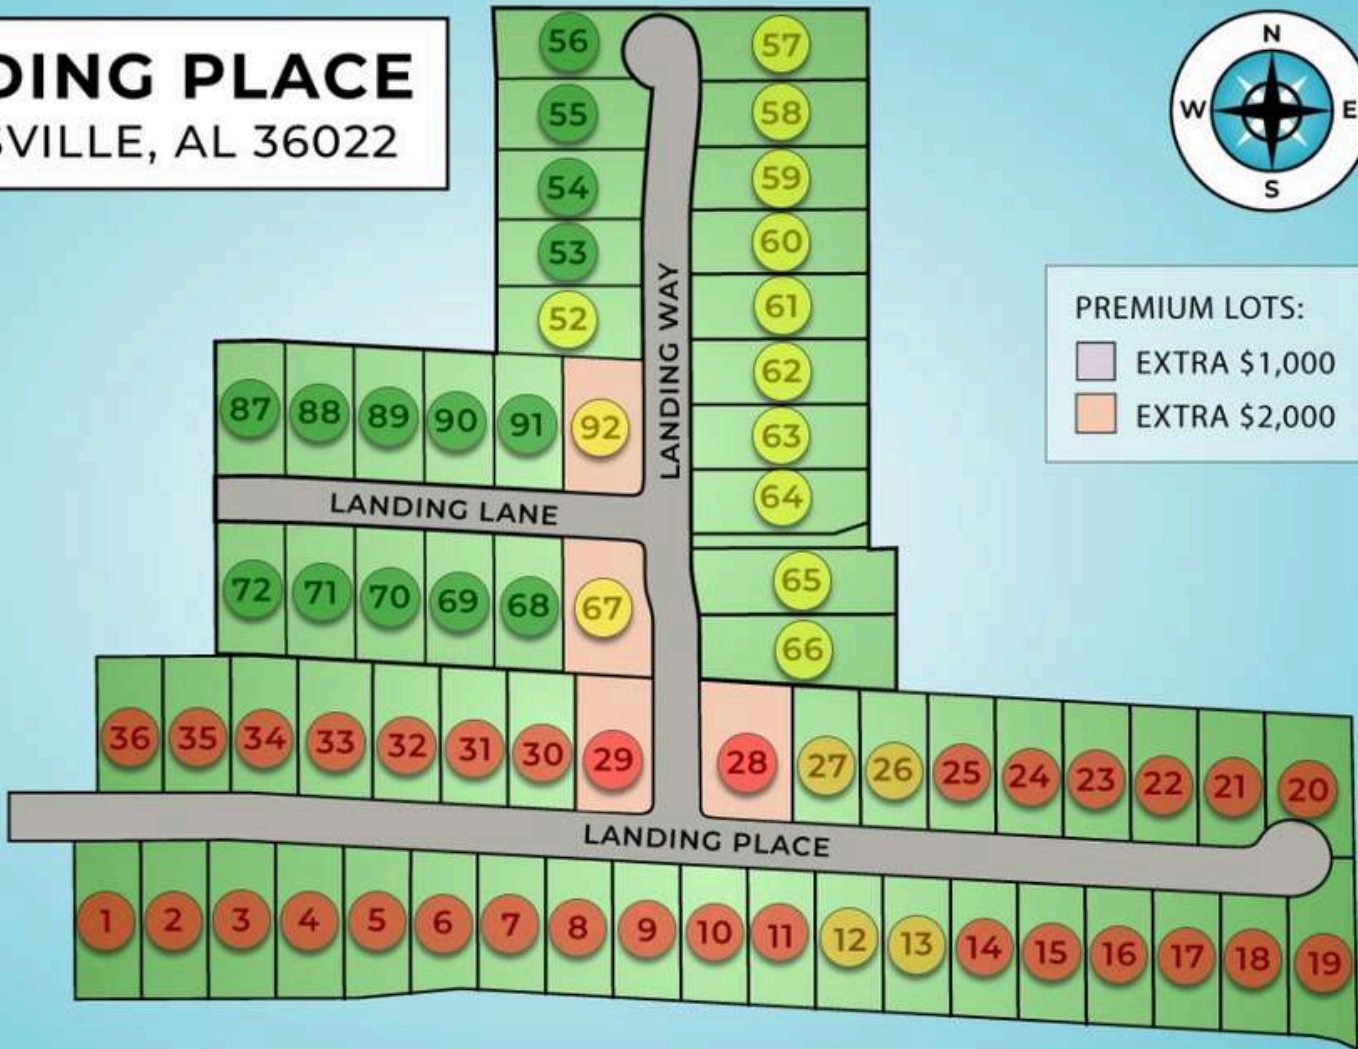 DING PLACE
SVILLE, AL 36022
N
W
E
S
PREMIUM LOTS:
EXTRA $1,000
EXTRA $2,000
56
57
55
58
54
59
53
60
52
61
LANDING WAY
62
87 88 89 90 91 92
63
64
LANDING LANE
65
72 71 70 69 68 67
66
36 35 34 33 32 31 30 29
28 27 26 25 24 23 22 21 20
LANDING PLACE
1 2 3 4 5 6 7 8 9 10 11 12 13 14 15 16 17 18 19